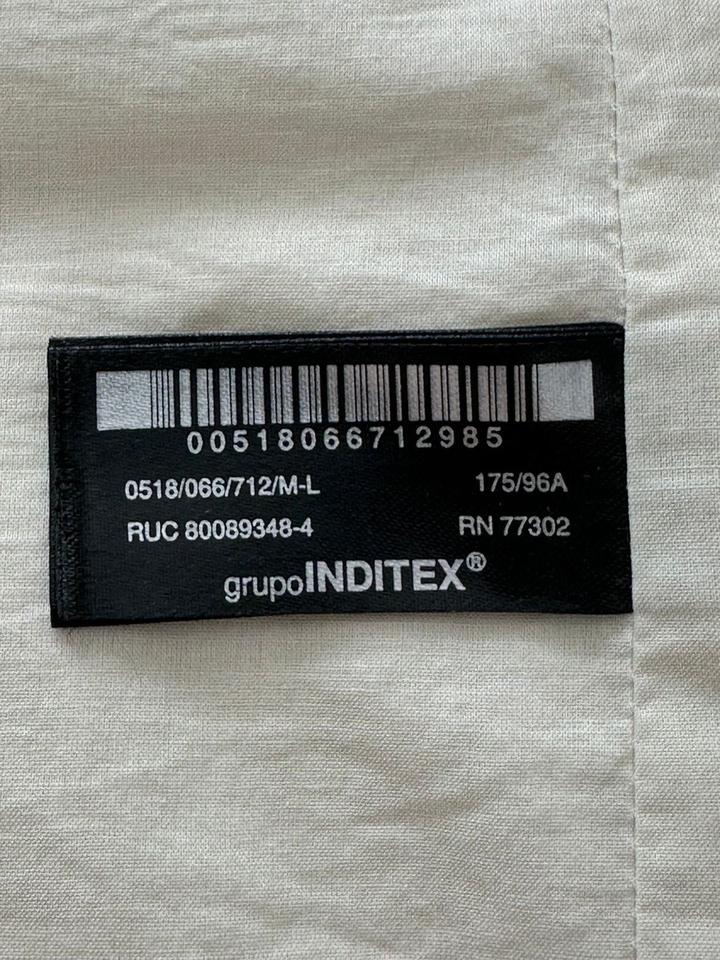 00518066712985
0518/066/712/M-L 175/96A
RUC 80089348-4 RN 77302
grupoINDITEX®